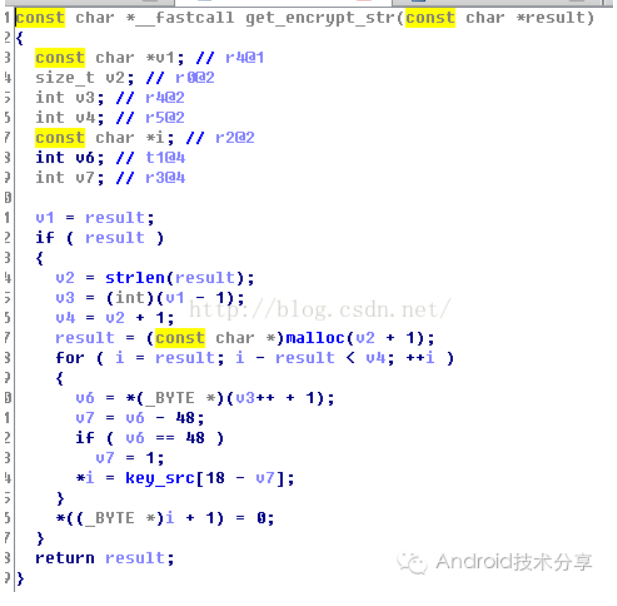 1 const char *__fastcall get_encrypt_str(const char *result)
2 {
3 const char *v1; // r4@1
4 size_t v2; // r0@2
5 int v3; // r4@2
6 int v4; // r5@2
7 const char *i; // r2@2
8 int v6; // t1@4
9 int v7; // r3@4
0
1 v1 = result;
2 if ( result )
3 {
4 v2 = strlen(result);
5 v3 = (int)(v1 - 1);
http://blog.csdn.net/
6 v4 = v2 + 1;
7 result = (const char *)malloc(v2 + 1);
8 for ( i = result; i - result < v4; ++i )
9 {
0 v6 = *(_BYTE *)(v3++ + 1);
1 v7 = v6 - 48;
2 if ( v6 == 48 )
3 v7 = 1;
4 *i = key_src[18 - v7];
5 }
6 *((_BYTE *)i + 1) = 0;
7 }
8 return result;
9 }
Android技术分享